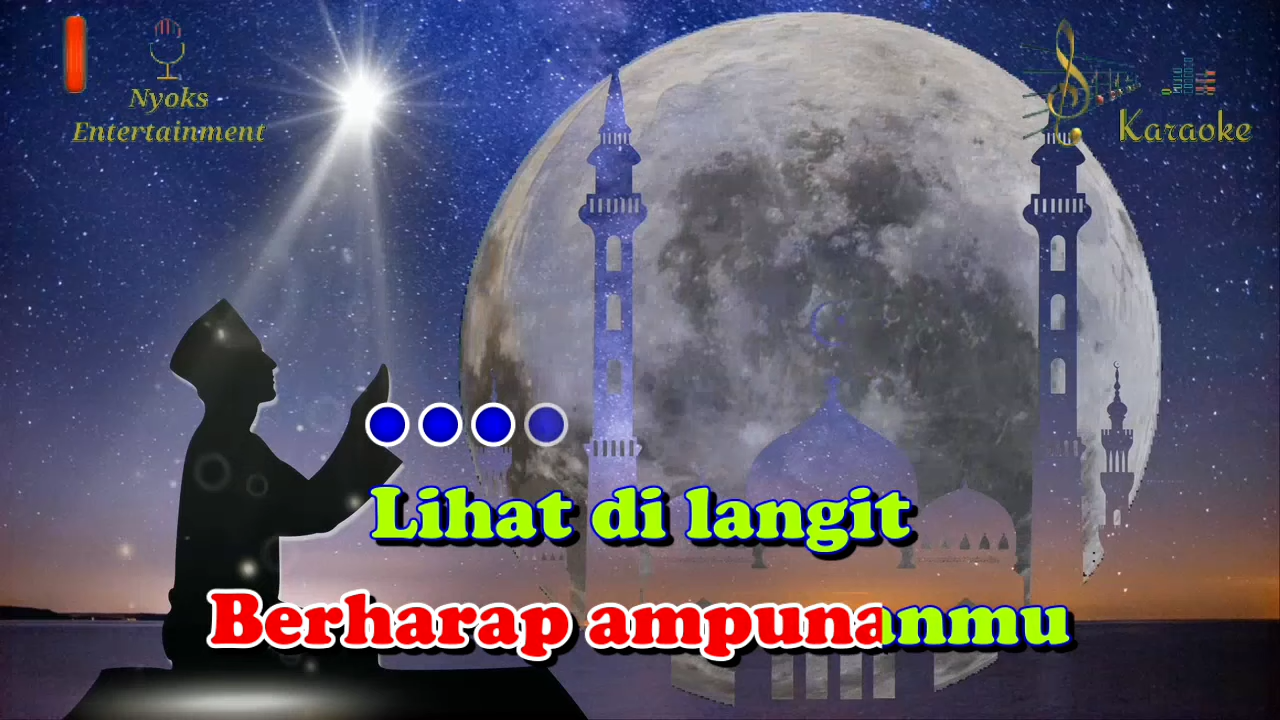 Nyoks
Entertainment
Karaoke
Lihat di langit
Berharap ampunanmu